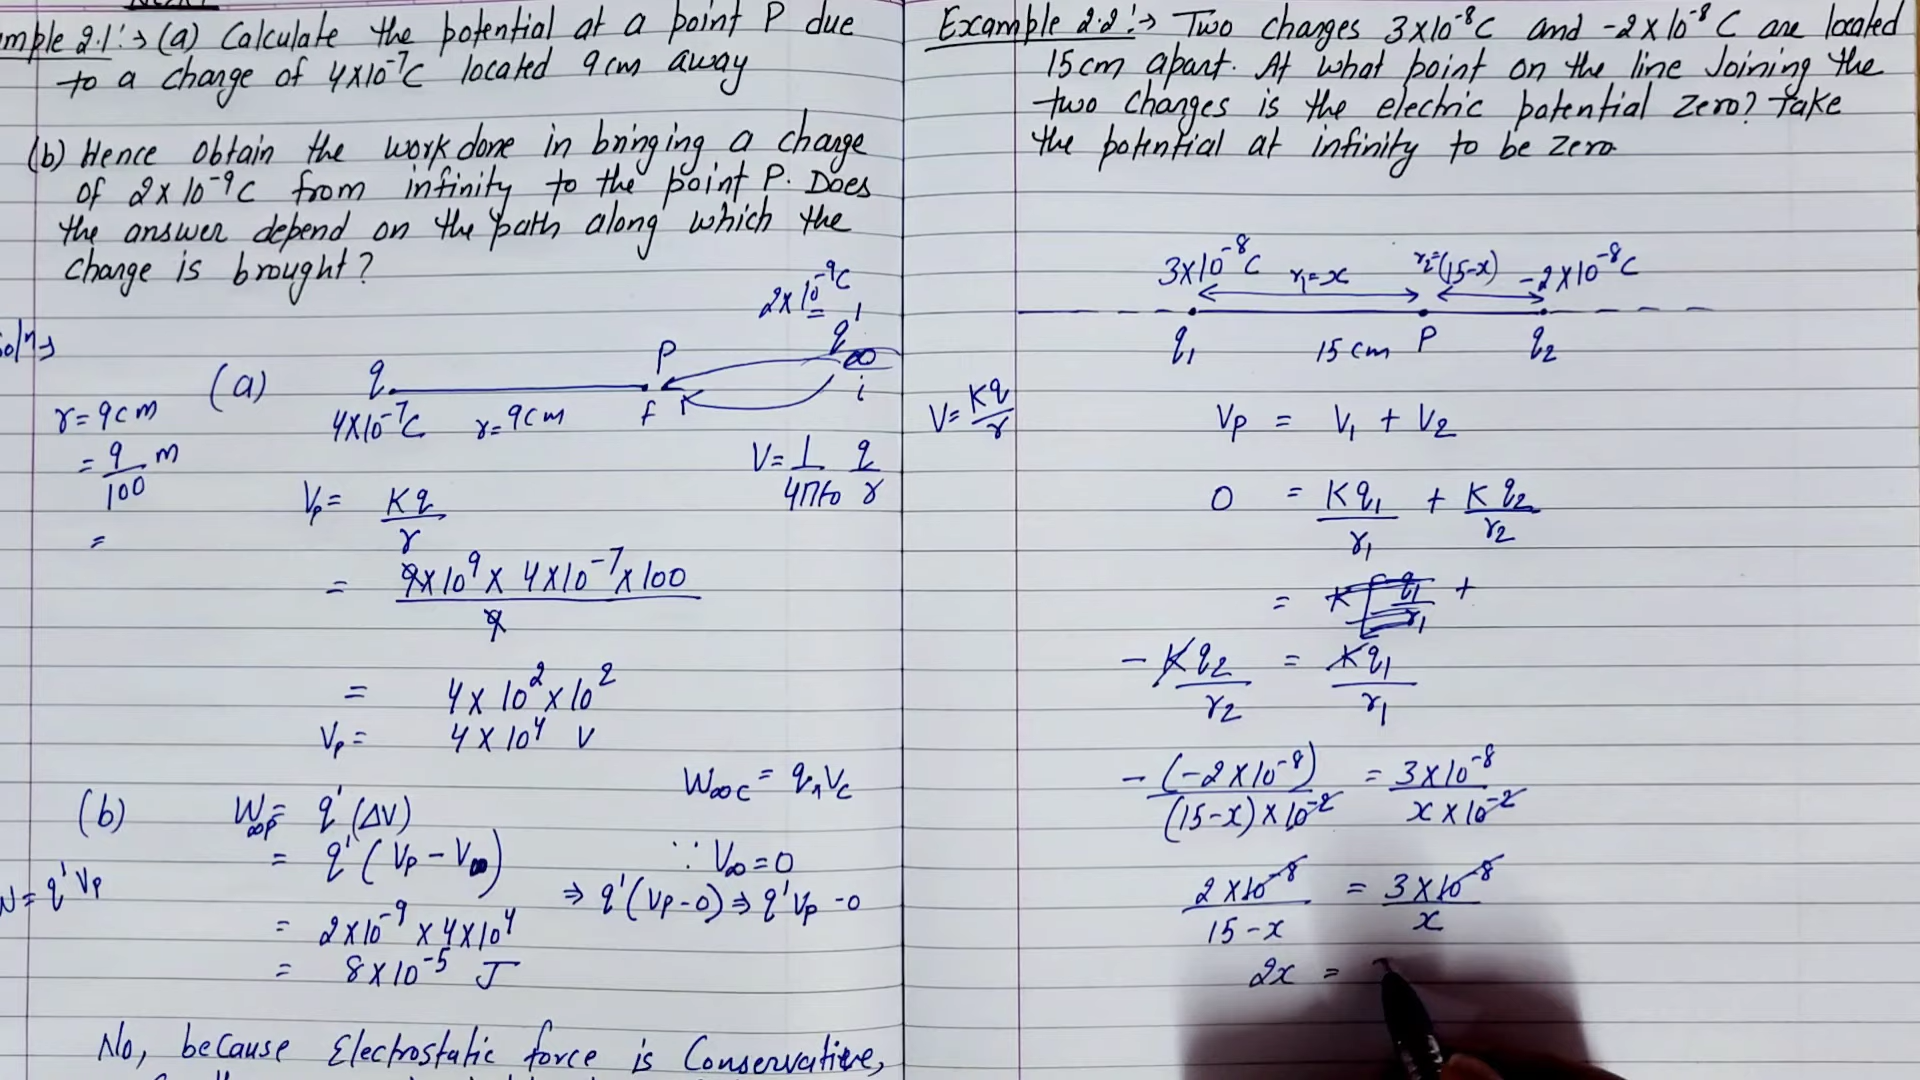 mple 2.1:→ (a) Calculate the potential at a point P due
to a charge of 4×10⁻⁷C located 9cm away
(b) Hence obtain the work done in bringing a charge
of 2×10⁻⁹C from infinity to the point P. Does
the answer depend on the path along which the
charge is brought?
2×10⁻⁹C
(a) q P q' ∞
4×10⁻⁷C r=9cm f i
r=9cm
=9/100 m
=
V=1/4πε₀ q/r
Vp= Kq/r
= 9×10⁹× 4×10⁻⁷×100/9
= 4×10²×10²
Vp= 4×10⁴ V
W∞c = q₁Vc
(b) W∞p= q'(ΔV)
= q'(Vp-V∞) ∵ V∞=0
W=q'Vp
⇒ q'(Vp-0)⇒q'Vp-0
= 2×10⁻⁹×4×10⁴
= 8×10⁻⁵ J
No, because Electrostatic force is Conservative,
Example 2.2:→ Two charges 3×10⁻⁸C and -2×10⁻⁸C are located
15cm apart. At what point on the line Joining the
two charges is the electric potential zero? Take
the potential at infinity to be zero
3×10⁻⁸C r₁=x r₂=(15-x) -2×10⁻⁸C
q₁ 15cm P q₂
V=Kq/r
Vp = V₁ + V₂
0 = Kq₁/r₁ + Kq₂/r₂
= K[q₁/r₁ +
-Kq₂/r₂ = Kq₁/r₁
-(-2×10⁻⁸)/(15-x)×10⁻² = 3×10⁻⁸/x×10⁻²
2×10⁻⁸/15-x = 3×10⁻⁸/x
2x =